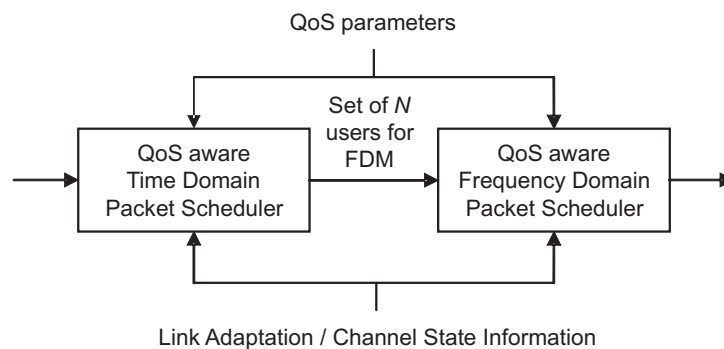 QoS parameters
Set of N
users for
FDM
QoS aware
Time Domain
Packet Scheduler
QoS aware
Frequency Domain
Packet Scheduler
Link Adaptation / Channel State Information